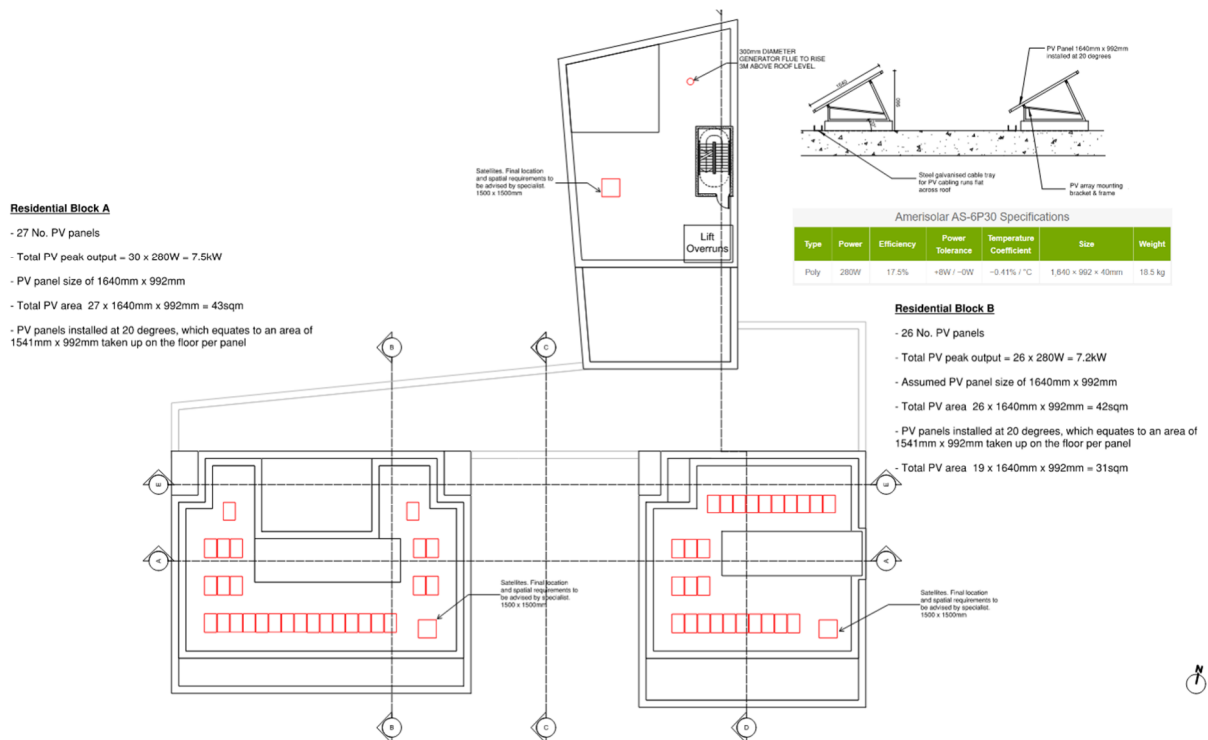 300mm DIAMETER
GENERATOR FLUE TO RISE
3M ABOVE ROOF LEVEL.
PV Panel 1640mm x 992mm
installed at 20 degrees
Steel galvanised cable tray
for PV cabling runs flat
across roof
PV array mounting
bracket & frame
Satellites. Final location
and spatial requirements to
be advised by specialist.
1500 x 1500mm
Lift
Overruns
Amerisolar AS-6P30 Specifications
Type Power Efficiency Power Tolerance Temperature Coefficient Size Weight
Poly 280W 17.5% +8W / −0W −0.41% / °C 1,640 × 992 × 40mm 18.5 kg
Residential Block A
- 27 No. PV panels
- Total PV peak output = 30 x 280W = 7.5kW
- PV panel size of 1640mm x 992mm
- Total PV area 27 x 1640mm x 992mm = 43sqm
- PV panels installed at 20 degrees, which equates to an area of
1541mm x 992mm taken up on the floor per panel
Residential Block B
- 26 No. PV panels
- Total PV peak output = 26 x 280W = 7.2kW
- Assumed PV panel size of 1640mm x 992mm
- Total PV area 26 x 1640mm x 992mm = 42sqm
- PV panels installed at 20 degrees, which equates to an area of
1541mm x 992mm taken up on the floor per panel
- Total PV area 19 x 1640mm x 992mm = 31sqm
B
C
E
E
A
A
Satellites. Final location
and spatial requirements to
be advised by specialist.
1500 x 1500mm
Satellites. Final location
and spatial requirements to
be advised by specialist.
1500 x 1500mm
N
B
C
D